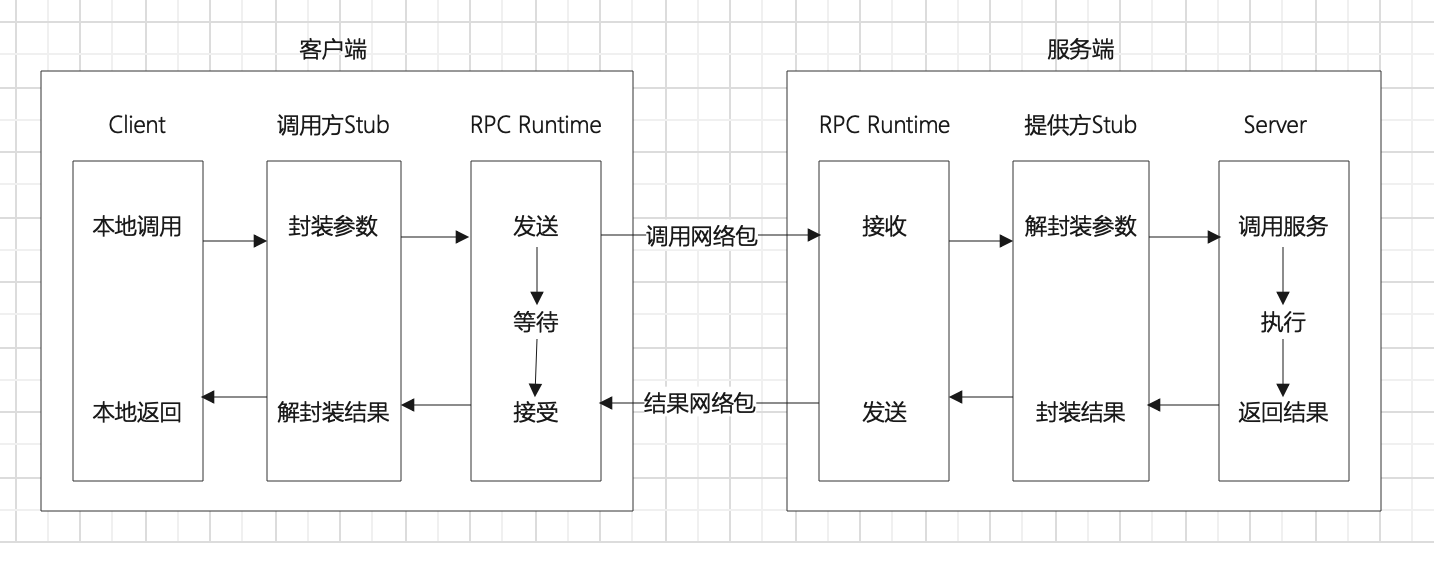 客户端
服务端
Client
调用方Stub
RPC Runtime
RPC Runtime
提供方Stub
Server
本地调用
封装参数
发送
调用网络包
接收
解封装参数
调用服务
等待
执行
本地返回
解封装结果
接受
结果网络包
发送
封装结果
返回结果